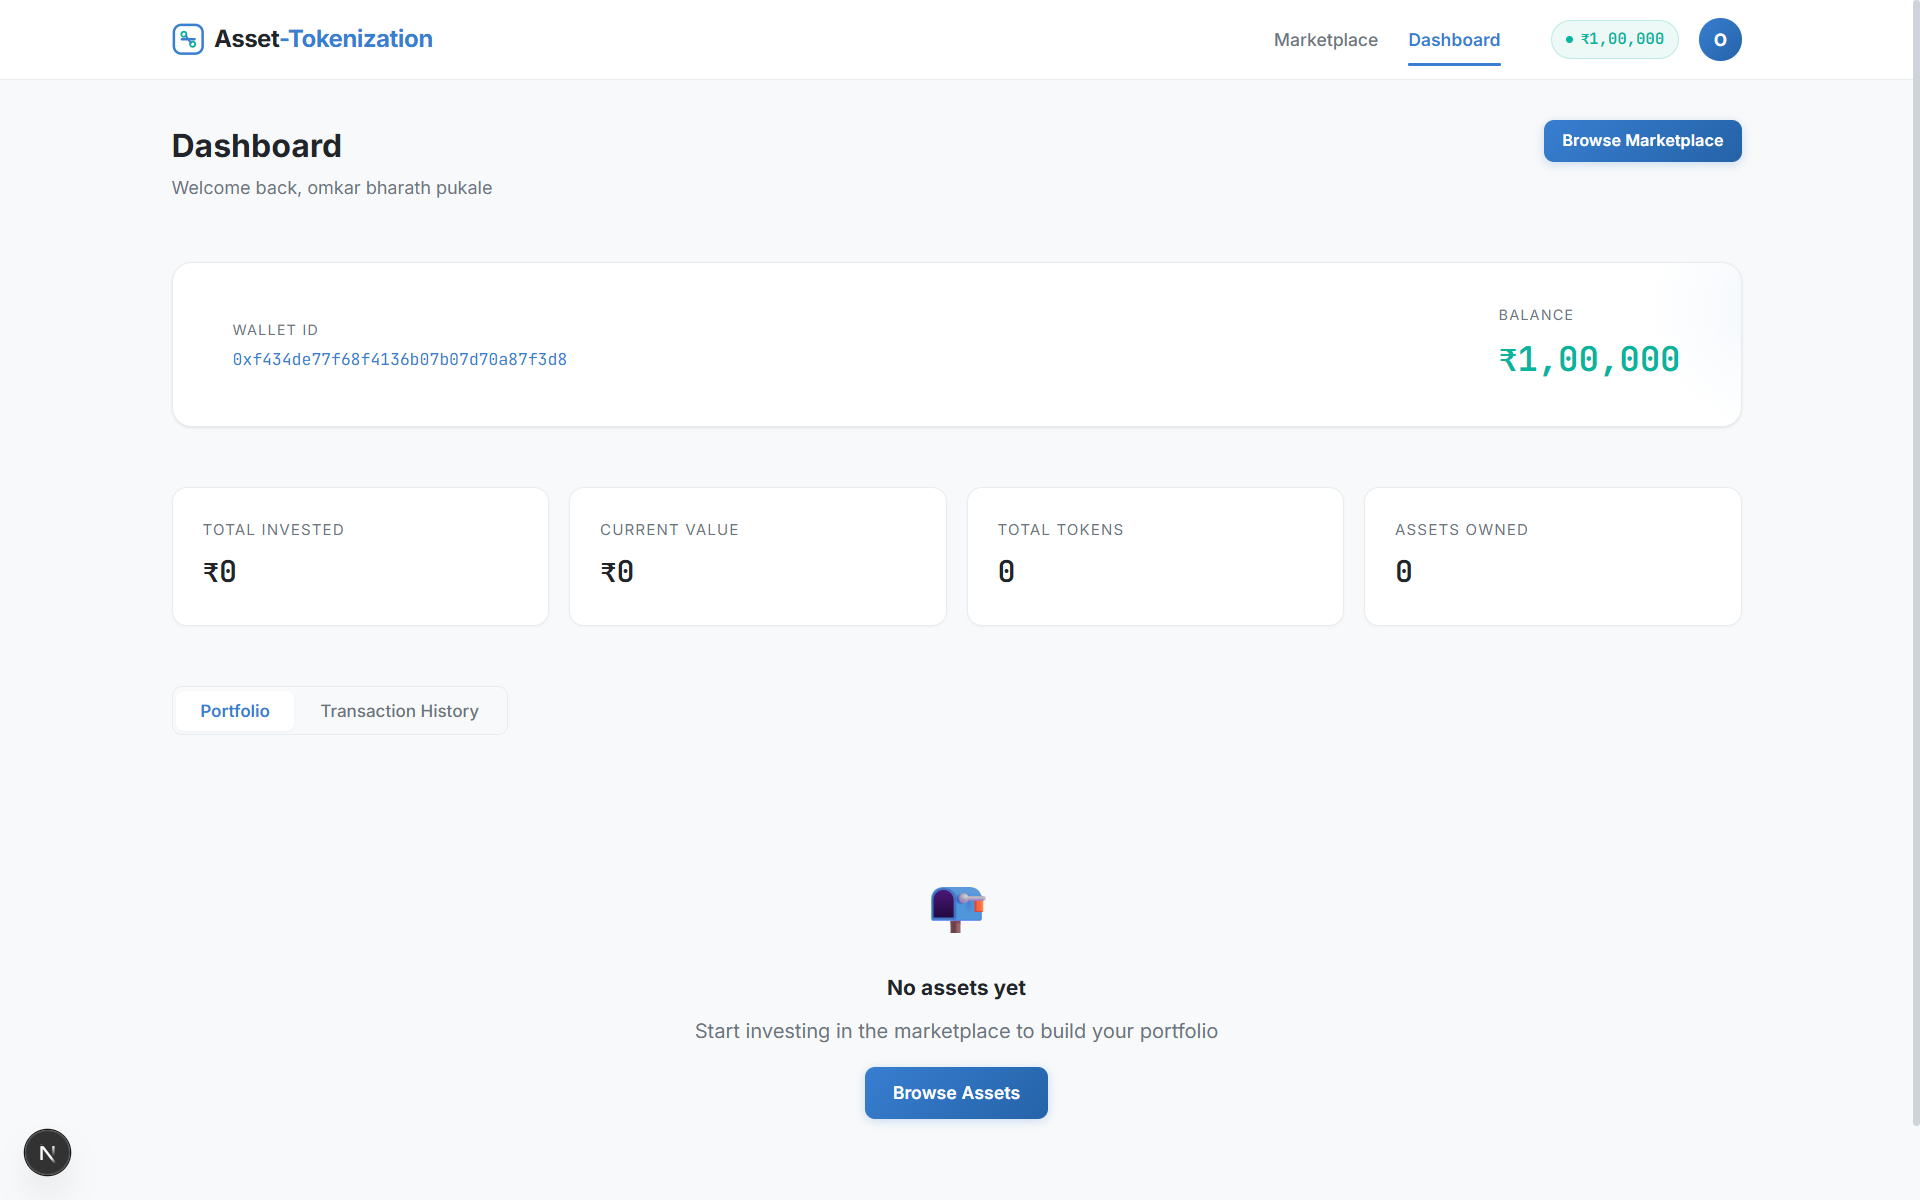 Asset-Tokenization
Marketplace
Dashboard
₹1,00,000
O
Dashboard
Welcome back, omkar bharath pukale
Browse Marketplace
WALLET ID
0xf434de77f68f4136b07b07d70a87f3d8
BALANCE
₹1,00,000
TOTAL INVESTED
₹0
CURRENT VALUE
₹0
TOTAL TOKENS
0
ASSETS OWNED
0
Portfolio
Transaction History
No assets yet
Start investing in the marketplace to build your portfolio
Browse Assets
N